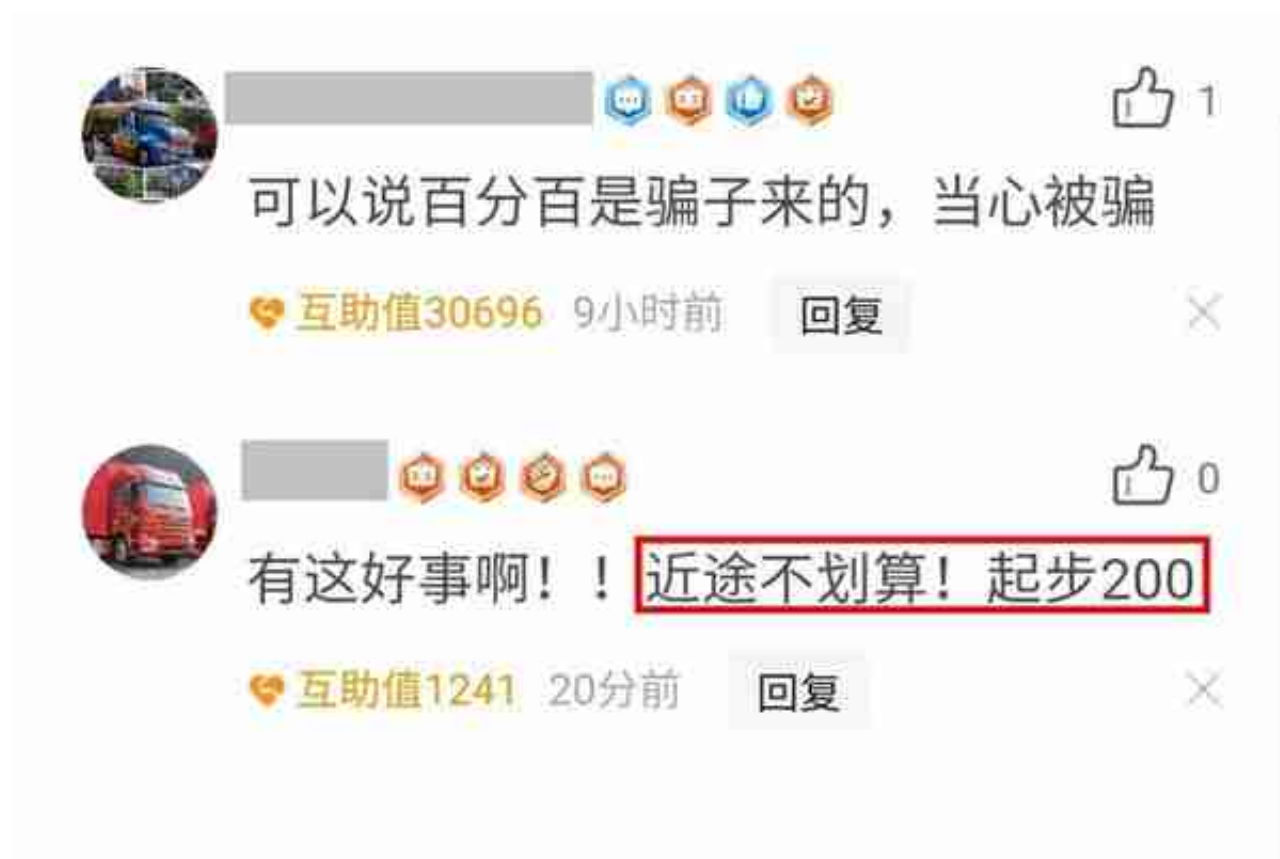 1
可以说百分百是骗子来的，当心被骗
互助值30696 9小时前 回复
0
有这好事啊！！近途不划算！起步200
互助值1241 20分前 回复